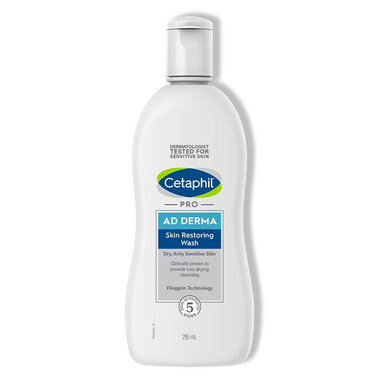 DERMATOLOGIST
TESTED FOR
SENSITIVE SKIN
Cetaphil
PRO
AD DERMA
Skin Restoring
Wash
Dry, Itchy Sensitive Skin
Clinically proven to
provide non-drying
cleansing
Filaggrin Technology
5
SIGNS
295 mL